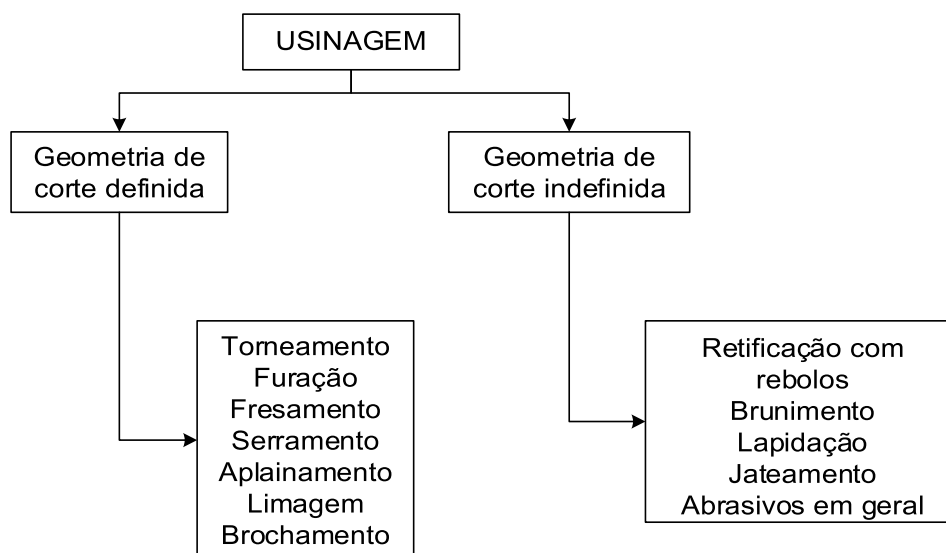 USINAGEM
Geometria de
corte definida
Geometria de
corte indefinida
Torneamento
Furação
Fresamento
Serramento
Aplainamento
Limagem
Brochamento
Retificação com
rebolos
Brunimento
Lapidação
Jateamento
Abrasivos em geral